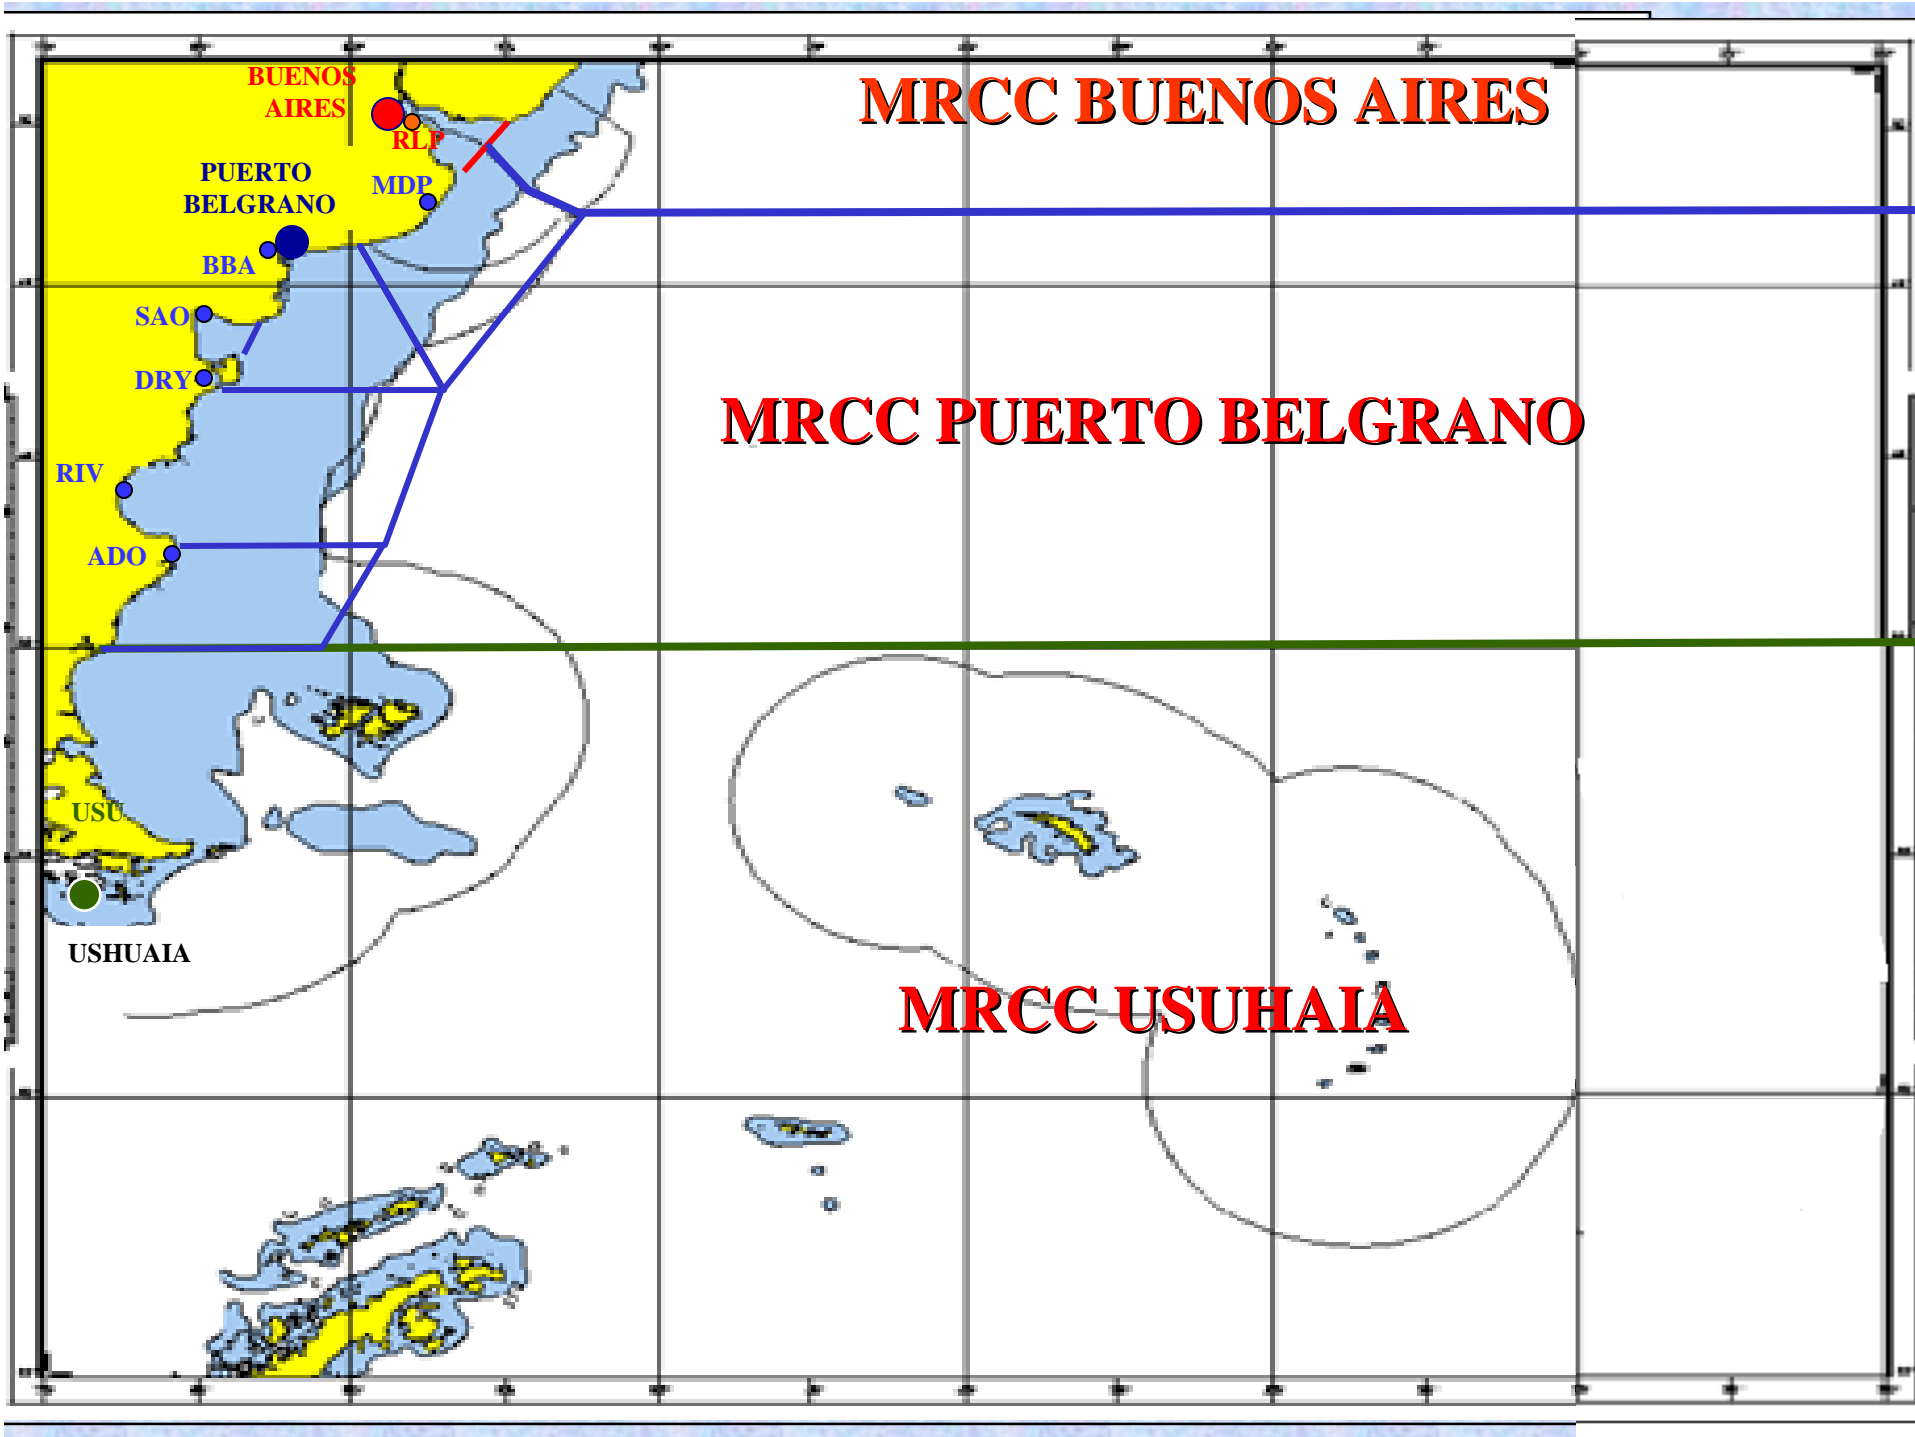 BUENOS
AIRES
MRCC BUENOS AIRES
RLP
PUERTO
BELGRANO
MDP
BBA
SAO
DRY
MRCC PUERTO BELGRANO
RIV
ADO
USU
USHUAIA
MRCC USUHAIA